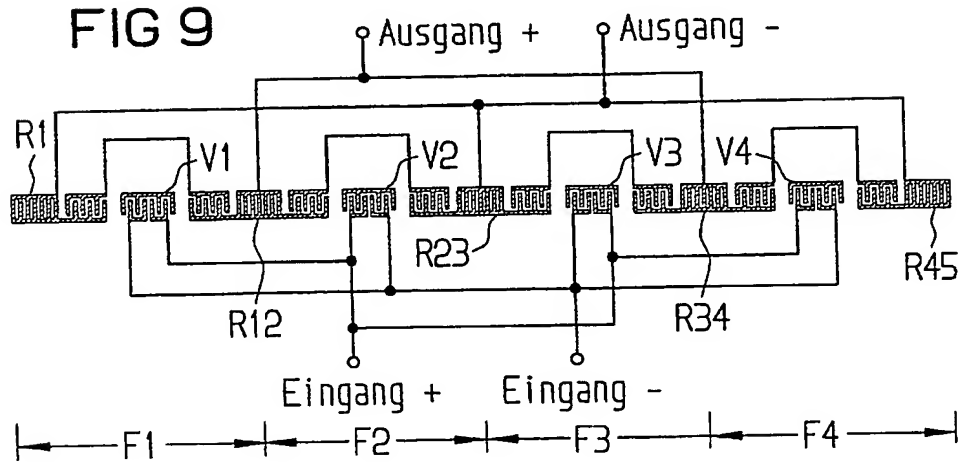 FIG 9
Ausgang + Ausgang -
R1 V1 V2 V3 V4
R12 R23 R34 R45
Eingang + Eingang -
F1 F2 F3 F4